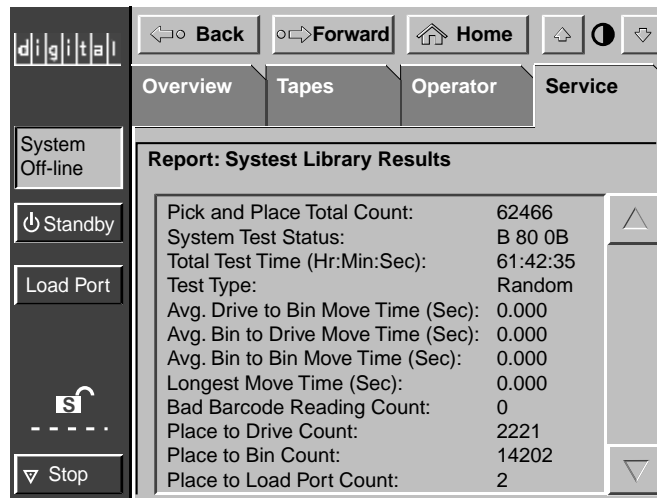 digital
Back Forward Home
Overview Tapes Operator Service
System
Off-line
Standby
Load Port
S
Stop
Report: Systest Library Results
Pick and Place Total Count: 62466
System Test Status: B 80 0B
Total Test Time (Hr:Min:Sec): 61:42:35
Test Type: Random
Avg. Drive to Bin Move Time (Sec): 0.000
Avg. Bin to Drive Move Time (Sec): 0.000
Avg. Bin to Bin Move Time (Sec): 0.000
Longest Move Time (Sec): 0.000
Bad Barcode Reading Count: 0
Place to Drive Count: 2221
Place to Bin Count: 14202
Place to Load Port Count: 2